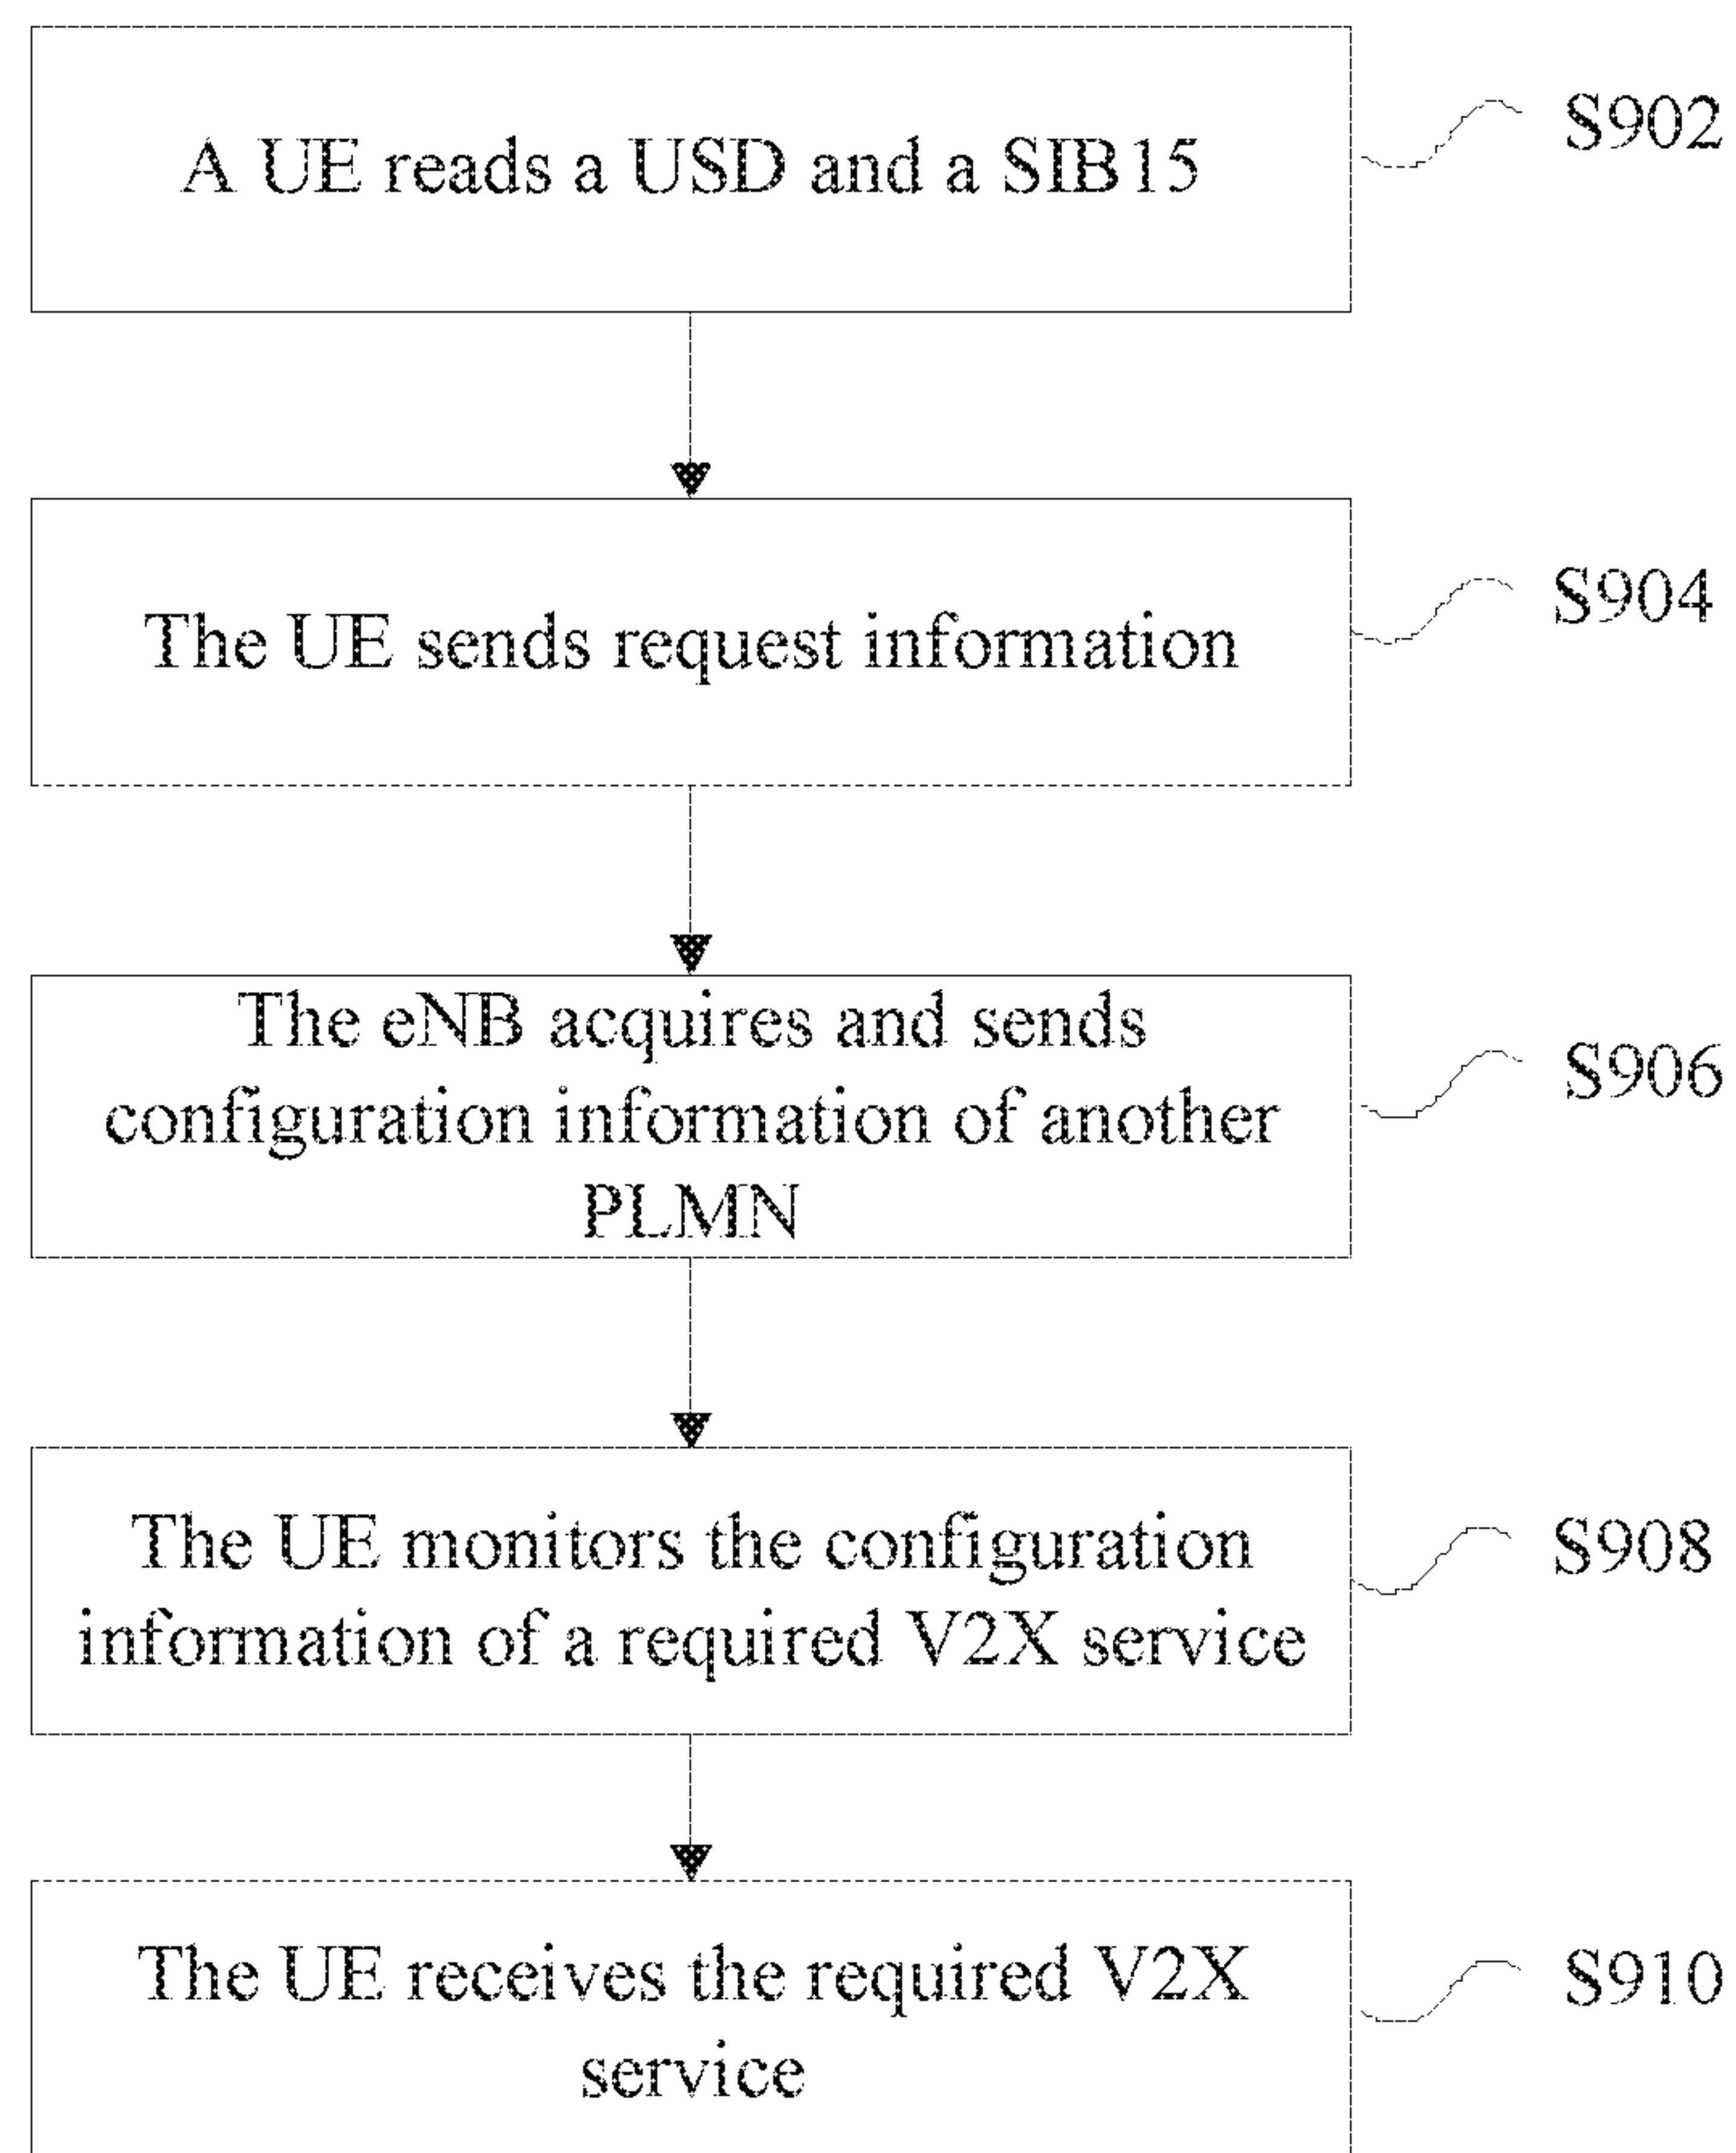 A UE reads a USD and a SIB15
S902
The UE sends request information
S904
The eNB acquires and sends
configuration information of another
PLMN
S906
The UE monitors the configuration
information of a required V2X service
S908
The UE receives the required V2X
service
S910